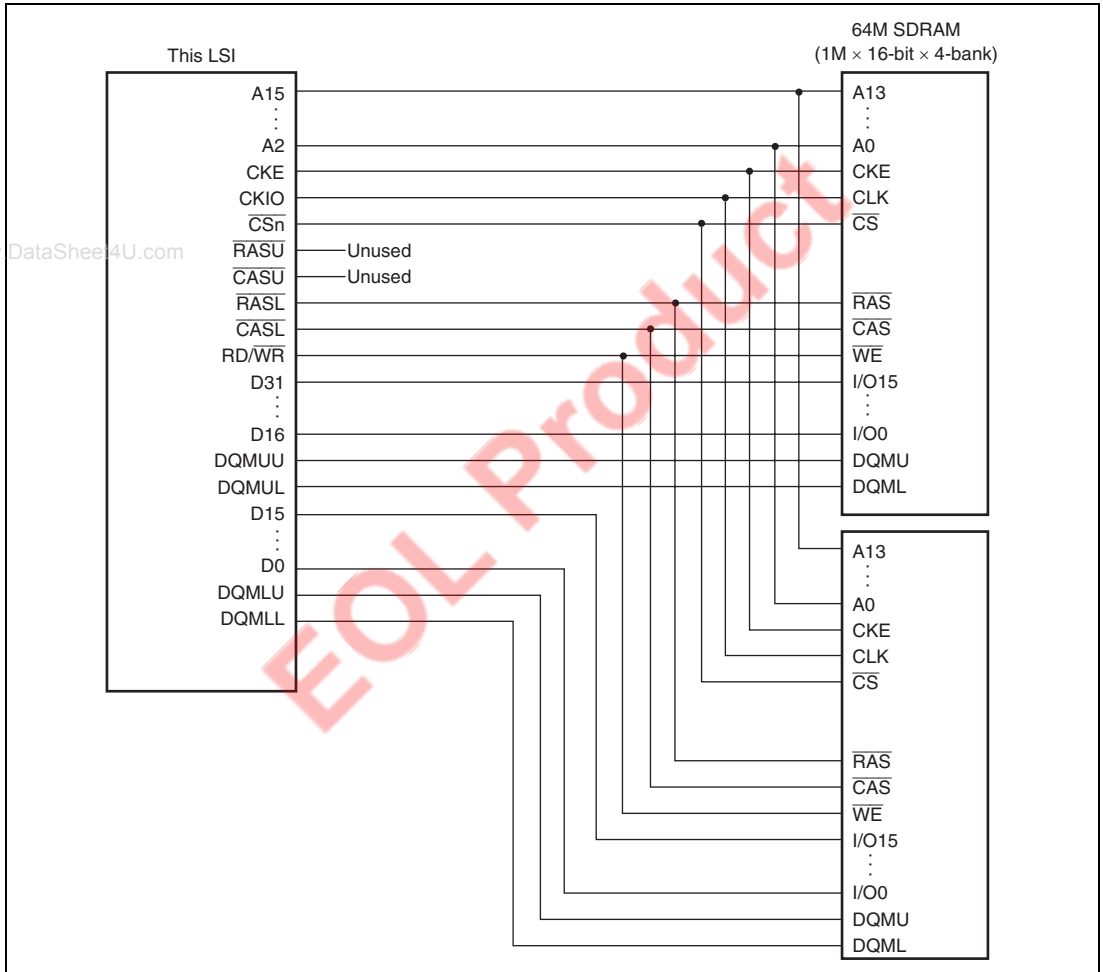 This LSI
A15
A2
CKE
CKIO
CSn
RASU
CASU
RASL
CASL
RD/WR
D31
D16
DQMUU
DQMUL
D15
D0
DQMLU
DQMLL
Unused
Unused
64M SDRAM
(1M × 16-bit × 4-bank)
A13
A0
CKE
CLK
CS
RAS
CAS
WE
I/O15
I/O0
DQMU
DQML
A13
A0
CKE
CLK
CS
RAS
CAS
WE
I/O15
I/O0
DQMU
DQML
EOL Product
.DataSheet4U.com